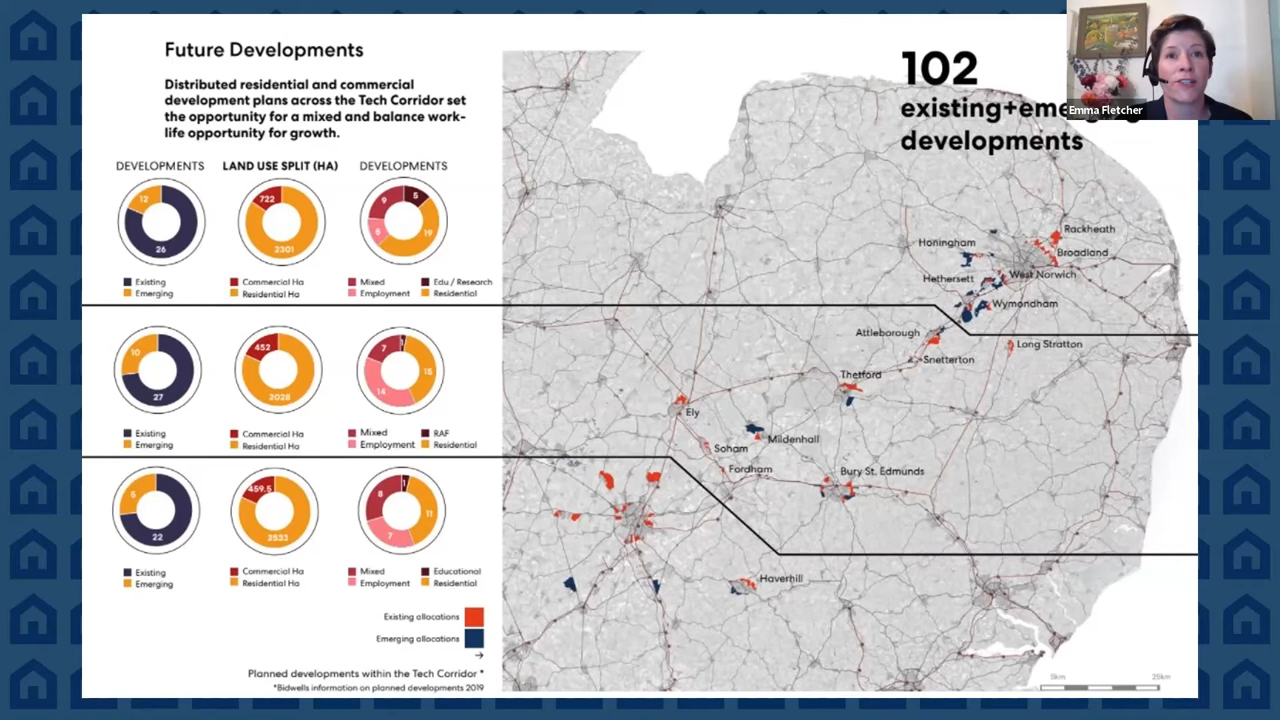 Future Developments
Distributed residential and commercial
development plans across the Tech Corridor set
the opportunity for a mixed and balance work-
life opportunity for growth.
102
existing+eme
developments
Emma Fletcher
DEVELOPMENTS
LAND USE SPLIT (HA)
DEVELOPMENTS
12
26
722
2301
9
5
19
Existing
Emerging
Commercial Ha
Residential Ha
Mixed
Employment
Edu / Research
Residential
10
27
452
2028
7
1
15
14
Existing
Emerging
Commercial Ha
Residential Ha
Mixed
Employment
RAF
Residential
5
22
459.5
2533
8
1
11
7
Existing
Emerging
Commercial Ha
Residential Ha
Mixed
Employment
Educational
Residential
Existing allocations
Emerging allocations
→
Planned developments within the Tech Corridor *
*Bidwells information on planned developments 2019
Rackheath
Honingham
Broadland
West Norwich
Hethersett
Wymondham
Attleborough
Long Stratton
Snetterton
Thetford
Ely
Mildenhall
Soham
Fordham
Bury St. Edmunds
Haverhill
5km
25km